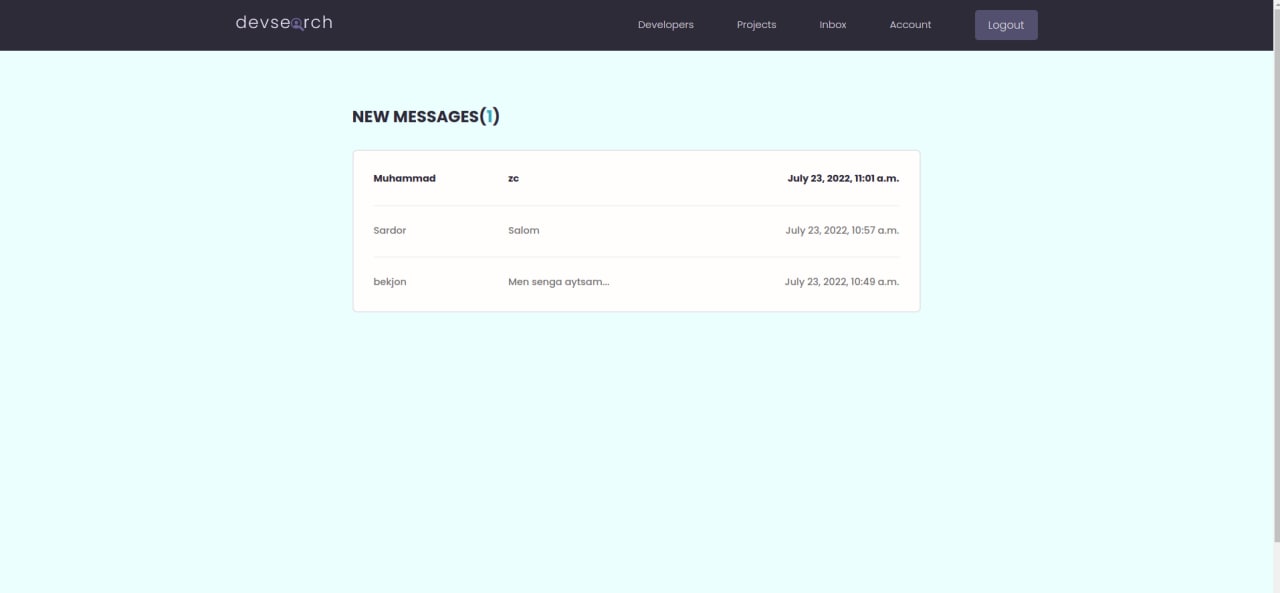 devsearch Developers Projects Inbox Account Logout
NEW MESSAGES(1)
Muhammad zc July 23, 2022, 11:01 a.m.
Sardor Salom July 23, 2022, 10:57 a.m.
bekjon Men senga aytsam... July 23, 2022, 10:49 a.m.